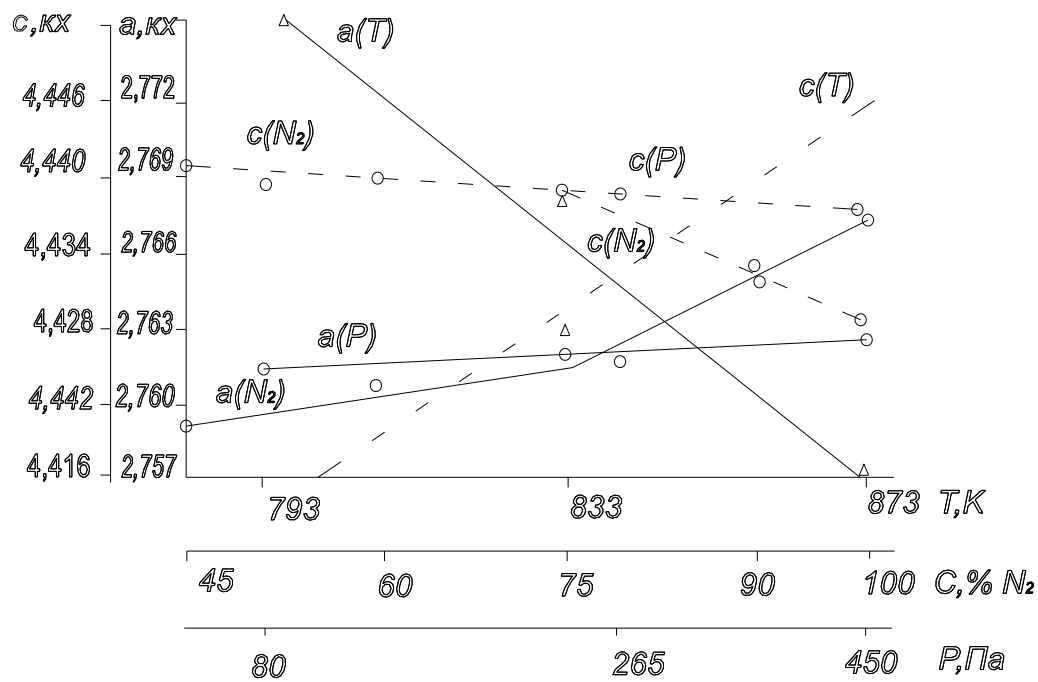 с,кх а,кх a(T)
4,446 2,772 c(T)
c(N₂)
4,440 2,769 c(P)
4,434 2,766 c(N₂)
4,428 2,763 a(P)
4,442 2,760 a(N₂)
4,416 2,757
793 833 873 T,K
45 60 75 90 100 C,% N₂
80 265 450 P,Па